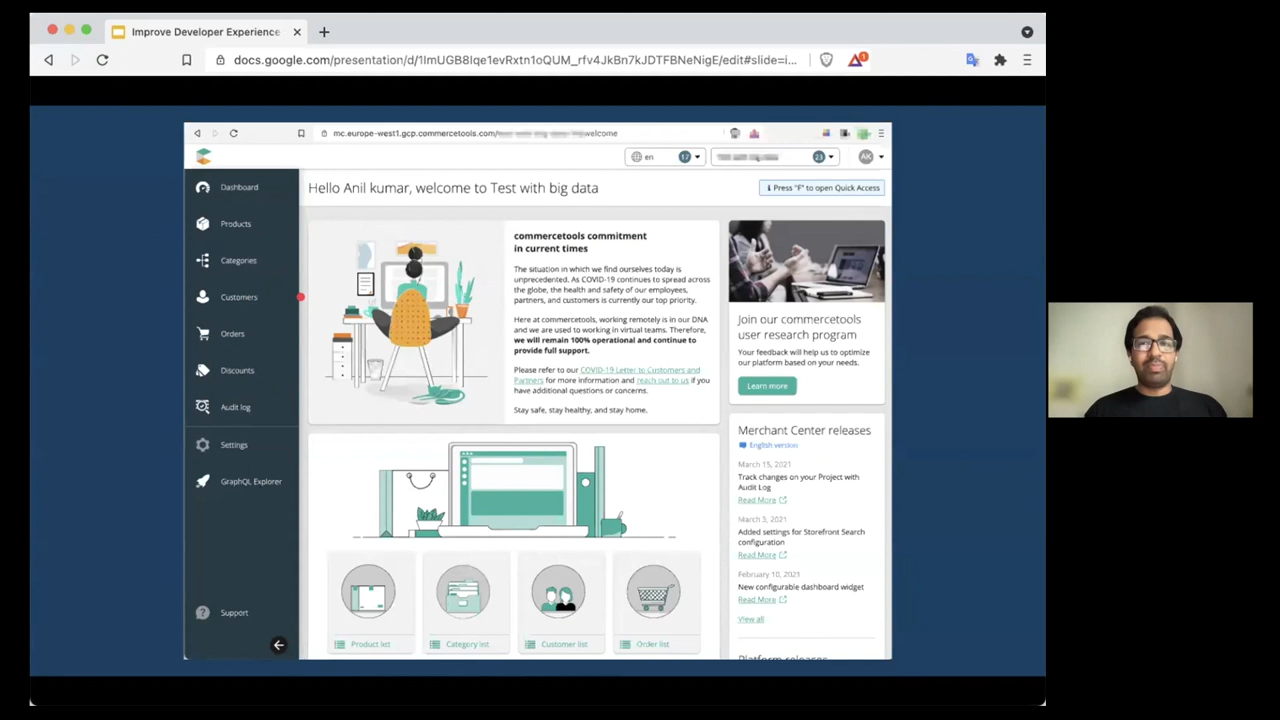 Improve Developer Experience
docs.google.com/presentation/d/1ImUGB8Iqe1evRxtn1oQUM_rfv4JkBn7kJDTFBNeNigE/edit#slide=i...
1
mc.europe-west1.gcp.commercetools.com/
welcome
en
17
23
AK
Dashboard
Products
Categories
Customers
Orders
Discounts
Audit log
Settings
GraphQL Explorer
Support
Hello Anil kumar, welcome to Test with big data
Press "F" to open Quick Access
commercetools commitment
in current times
The situation in which we find ourselves today is
unprecedented. As COVID-19 continues to spread across
the globe, the health and safety of our employees,
partners, and customers is currently our top priority.
Here at commercetools, working remotely is in our DNA
and we are used to working in virtual teams. Therefore,
we will remain 100% operational and continue to
provide full support.
Please refer to our COVID-19 Letter to Customers and
Partners for more information and reach out to us if you
have additional questions or concerns.
Stay safe, stay healthy, and stay home.
Product list
Category list
Customer list
Order list
Join our commercetools
user research program
Your feedback will help us to optimize
our platform based on your needs.
Learn more
Merchant Center releases
English version
March 15, 2021
Track changes on your Project with
Audit Log
Read More
March 3, 2021
Added settings for Storefront Search
configuration
Read More
February 10, 2021
New configurable dashboard widget
Read More
View all
Platform releases